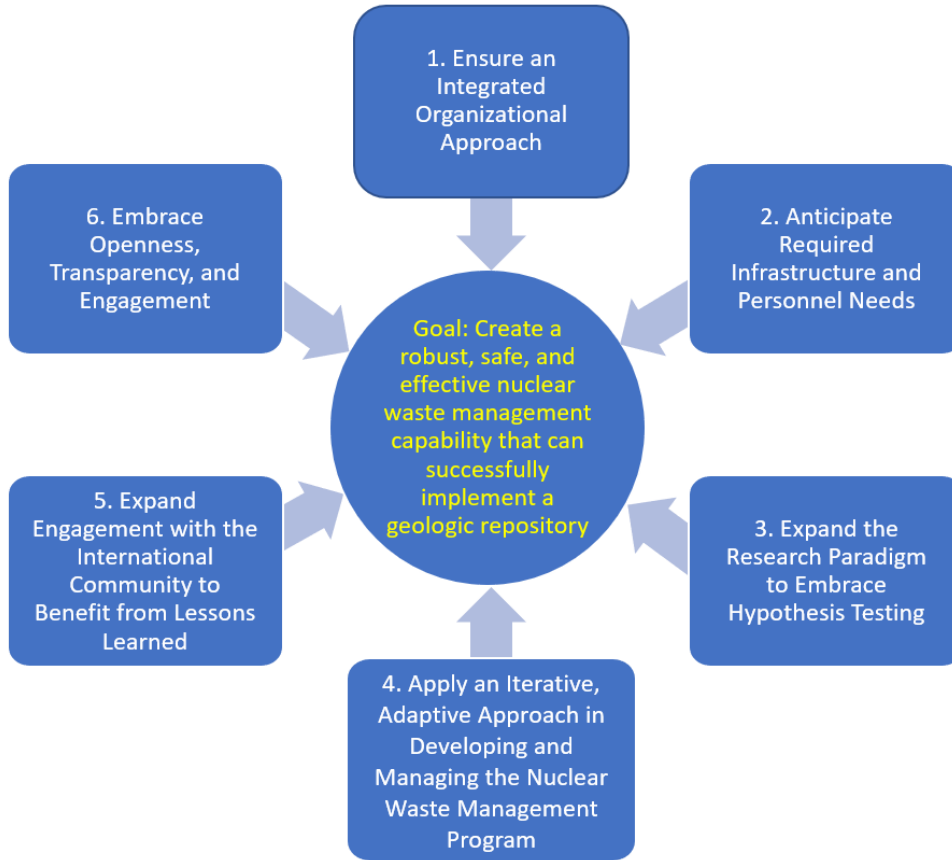 1. Ensure an
Integrated
Organizational
Approach
2. Anticipate
Required
Infrastructure and
Personnel Needs
3. Expand the
Research Paradigm
to Embrace
Hypothesis Testing
4. Apply an Iterative,
Adaptive Approach in
Developing and
Managing the Nuclear
Waste Management
Program
5. Expand
Engagement with the
International
Community to
Benefit from Lessons
Learned
6. Embrace
Openness,
Transparency, and
Engagement
Goal: Create a
robust, safe, and
effective nuclear
waste management
capability that can
successfully
implement a
geologic repository